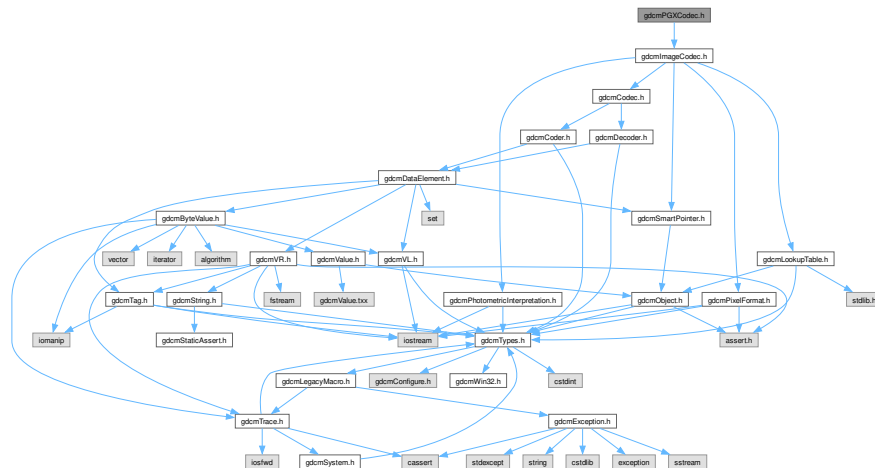 gdcmPGXCodec.h
gdcmImageCodec.h
gdcmCodec.h
gdcmCoder.h
gdcmDecoder.h
gdcmDataElement.h
gdcmByteValue.h
set
gdcmSmartPointer.h
vector
iterator
algorithm
gdcmVR.h
gdcmValue.h
gdcmVL.h
gdcmLookupTable.h
gdcmTag.h
gdcmString.h
fstream
gdcmValue.txx
gdcmPhotometricInterpretation.h
gdcmObject.h
gdcmPixelFormat.h
stdlib.h
iomanip
gdcmStaticAssert.h
iostream
gdcmTypes.h
assert.h
gdcmLegacyMacro.h
gdcmConfigure.h
gdcmWin32.h
cstdint
gdcmTrace.h
gdcmException.h
iosfwd
gdcmSystem.h
cassert
stdexcept
string
cstdlib
exception
sstream